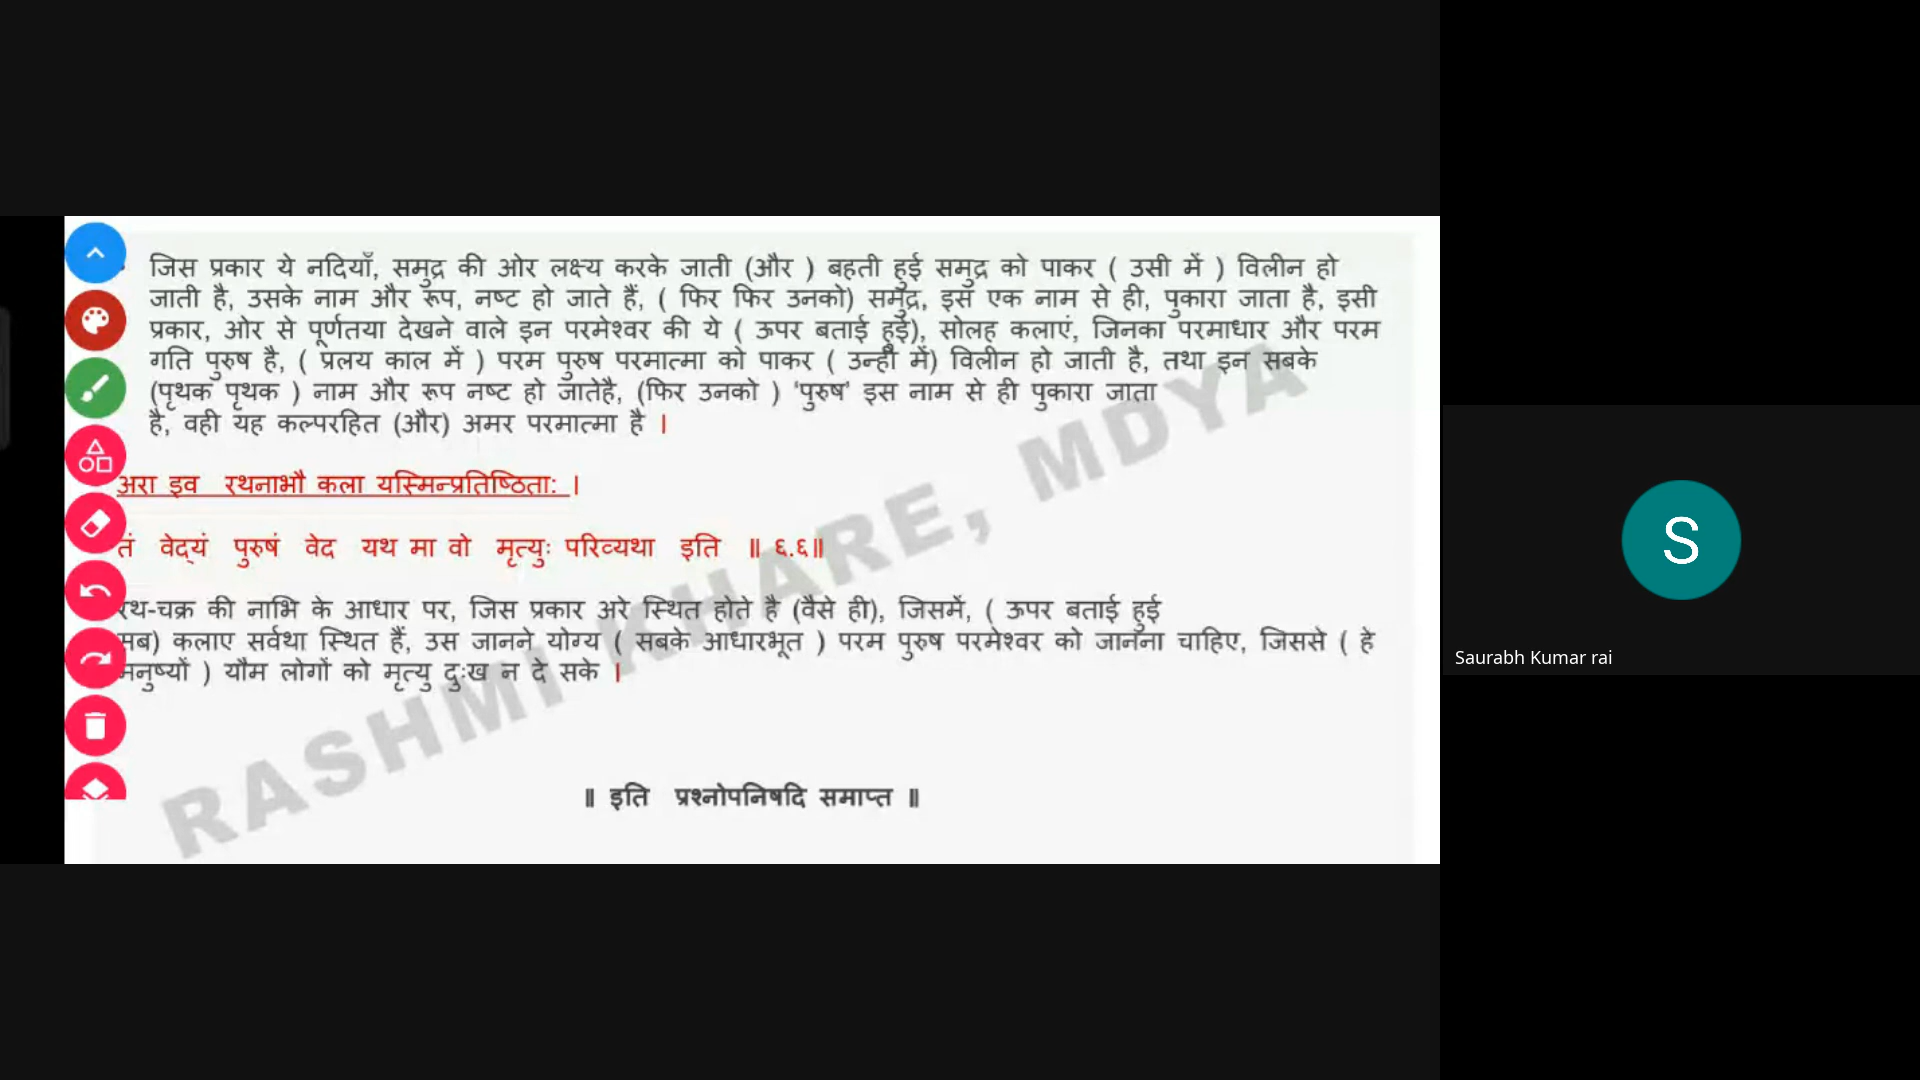 जिस प्रकार ये नदियाँ, समुद्र की ओर लक्ष्य करके जाती (और ) बहती हुई समुद्र को पाकर ( उसी में ) विलीन हो
जाती है, उसके नाम और रूप, नष्ट हो जाते हैं, ( फिर फिर उनको) समुद्र, इस एक नाम से ही, पुकारा जाता है, इसी
प्रकार, ओर से पूर्णतया देखने वाले इन परमेश्वर की ये ( ऊपर बताई हुई), सोलह कलाएं, जिनका परमाधार और परम
गति पुरुष है, ( प्रलय काल में ) परम पुरुष परमात्मा को पाकर ( उन्ही में) विलीन हो जाती है, तथा इन सबके
(पृथक पृथक ) नाम और रूप नष्ट हो जातेहै, (फिर उनको ) 'पुरुष' इस नाम से ही पुकारा जाता
है, वही यह कल्परहित (और) अमर परमात्मा है |
अरा इव रथनाभौ कला यस्मिन्प्रतिष्ठिता: ।
तं वेद्यं पुरुषं वेद यथ मा वो मृत्युः परिव्यथा इति ॥ ६.६॥
रथ-चक्र की नाभि के आधार पर, जिस प्रकार अरे स्थित होते है (वैसे ही), जिसमें, ( ऊपर बताई हुई
सब) कलाए सर्वथा स्थित हैं, उस जानने योग्य ( सबके आधारभूत ) परम पुरुष परमेश्वर को जानना चाहिए, जिससे ( हे
मनुष्यों ) यौम लोगों को मृत्यु दुःख न दे सके |
॥ इति प्रश्नोपनिषदि समाप्त ॥
RASHMI KHARE, MDYA
S
Saurabh Kumar rai